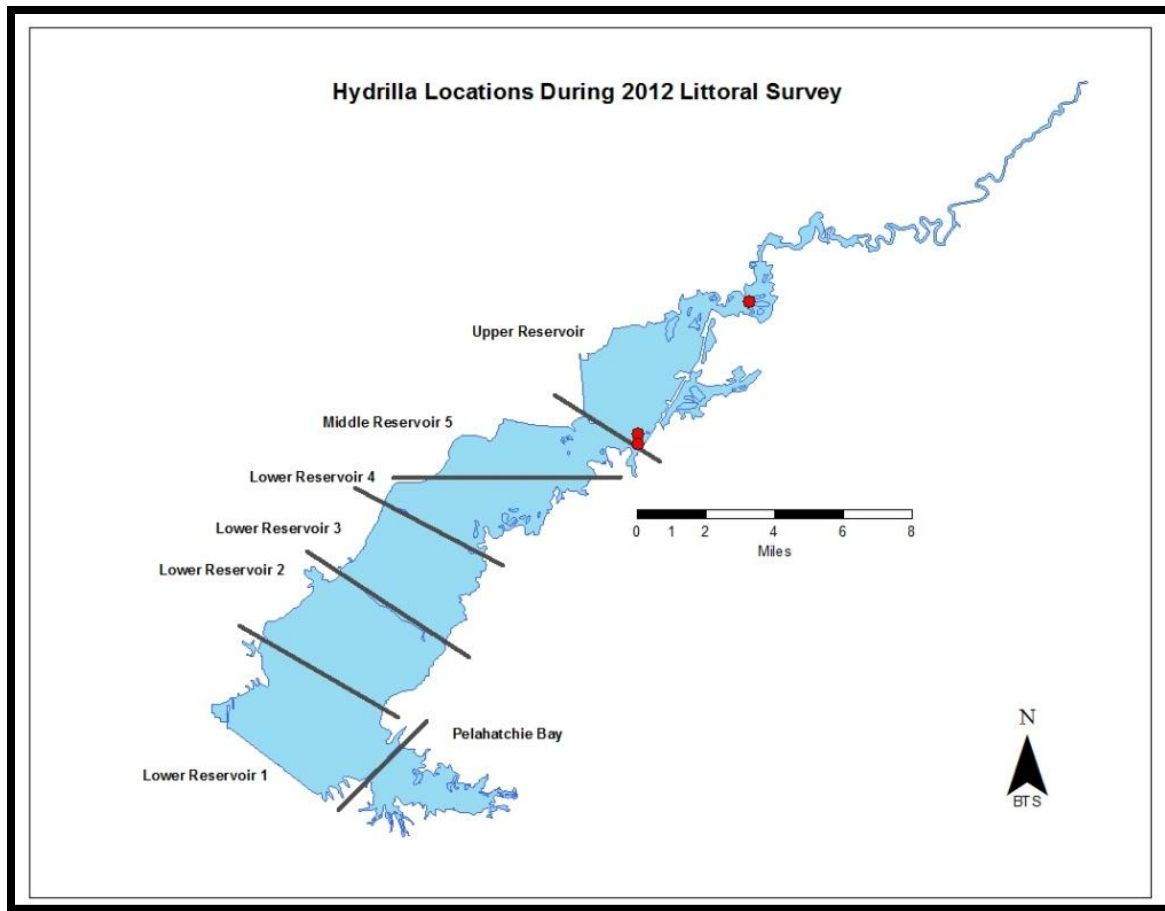 Hydrilla Locations During 2012 Littoral Survey
Upper Reservoir
Middle Reservoir 5
Lower Reservoir 4
Lower Reservoir 3
Lower Reservoir 2
0 1 2 4 6 8
Miles
Pelahatchie Bay
Lower Reservoir 1
N
BTS